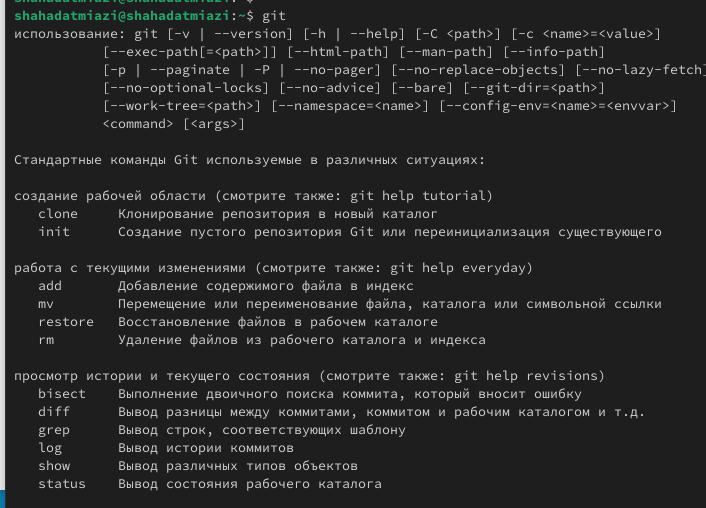 shahadatmiazi@shahadatmiazi:~$ git
использование: git [-v | --version] [-h | --help] [-C <path>] [-c <name>=<value>]
           [--exec-path[=<path>]] [--html-path] [--man-path] [--info-path]
           [-p | --paginate | -P | --no-pager] [--no-replace-objects] [--no-lazy-fetch]
           [--no-optional-locks] [--no-advice] [--bare] [--git-dir=<path>]
           [--work-tree=<path>] [--namespace=<name>] [--config-env=<name>=<envvar>]
           <command> [<args>]

Стандартные команды Git используемые в различных ситуациях:

создание рабочей области (смотрите также: git help tutorial)
   clone     Клонирование репозитория в новый каталог
   init      Создание пустого репозитория Git или переинициализация существующего

работа с текущими изменениями (смотрите также: git help everyday)
   add       Добавление содержимого файла в индекс
   mv        Перемещение или переименование файла, каталога или символьной ссылки
   restore   Восстановление файлов в рабочем каталоге
   rm        Удаление файлов из рабочего каталога и индекса

просмотр истории и текущего состояния (смотрите также: git help revisions)
   bisect    Выполнение двоичного поиска коммита, который вносит ошибку
   diff      Вывод разницы между коммитами, коммитом и рабочим каталогом и т.д.
   grep      Вывод строк, соответствующих шаблону
   log       Вывод истории коммитов
   show      Вывод различных типов объектов
   status    Вывод состояния рабочего каталога